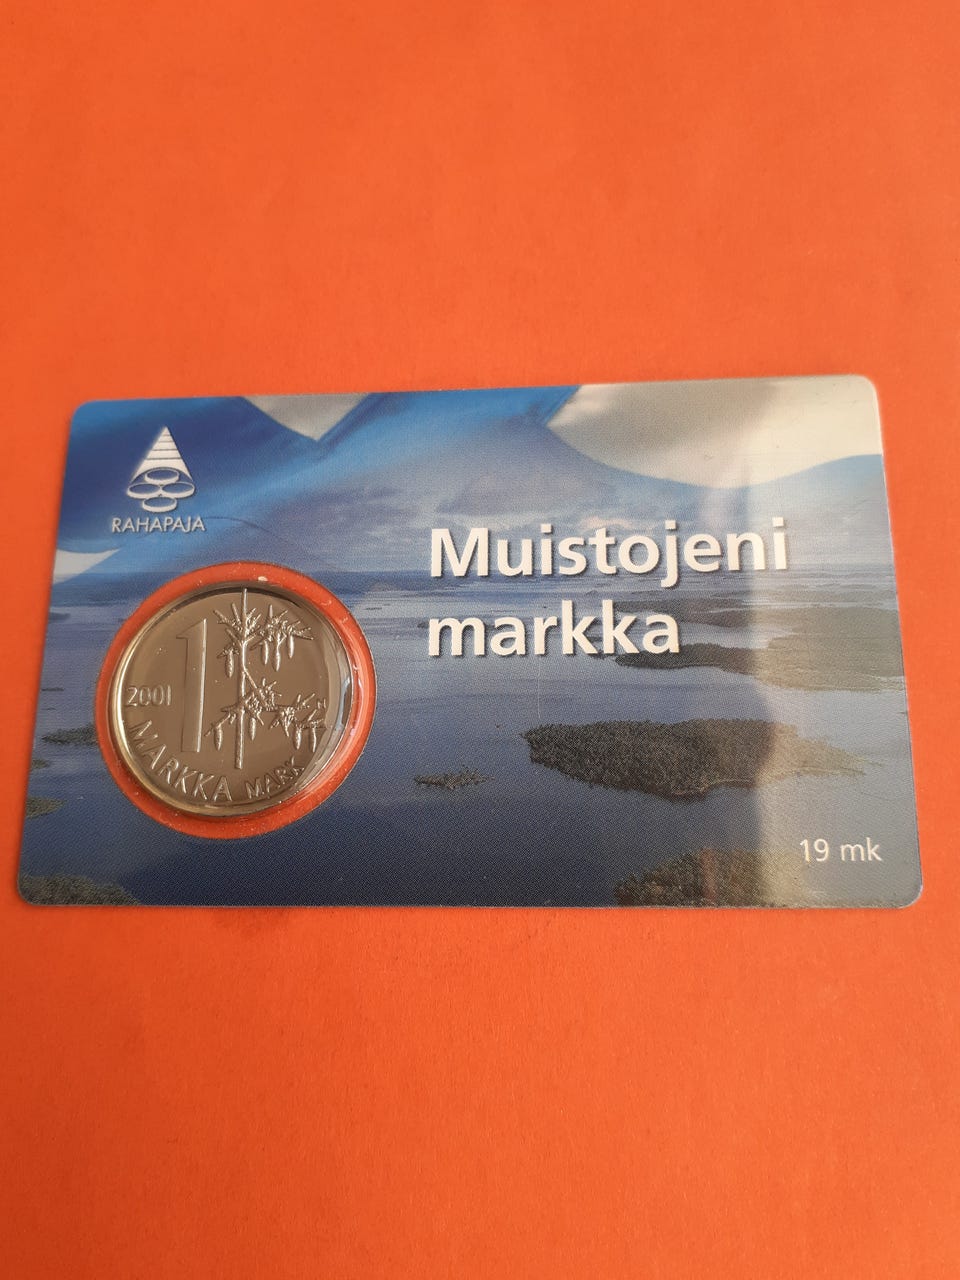 RAHAPAJA
Muistojeni
markka
1
2001
MARKKA MARK
19 mk